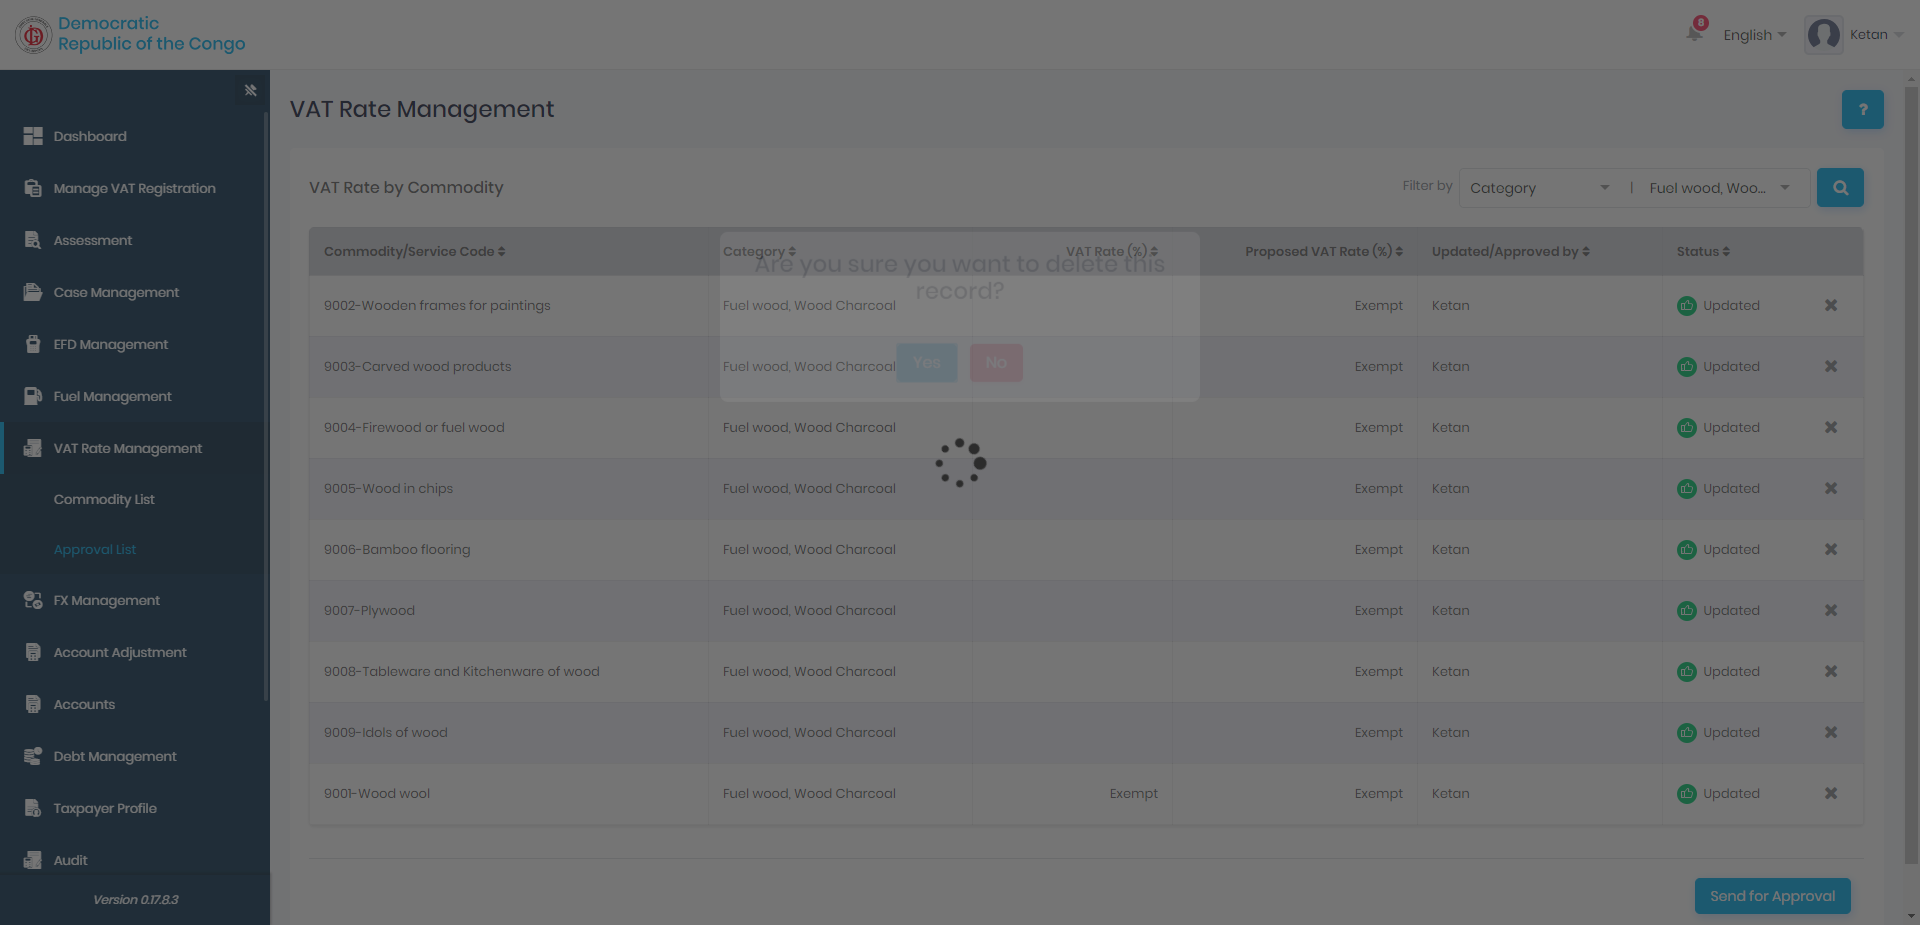 Democratic
Republic of the Congo
8
English
Ketan
Dashboard
Manage VAT Registration
Assessment
Case Management
EFD Management
Fuel Management
VAT Rate Management
Commodity List
Approval List
FX Management
Account Adjustment
Accounts
Debt Management
Taxpayer Profile
Audit
Version 0.17.8.3
VAT Rate Management
?
VAT Rate by Commodity
Filter by Category | Fuel wood, Woo...
Commodity/Service Code Category VAT Rate (%) Proposed VAT Rate (%) Updated/Approved by Status
9002-Wooden frames for paintings Fuel wood, Wood Charcoal Exempt Ketan Updated
9003-Carved wood products Fuel wood, Wood Charcoal Exempt Ketan Updated
9004-Firewood or fuel wood Fuel wood, Wood Charcoal Exempt Ketan Updated
9005-Wood in chips Fuel wood, Wood Charcoal Exempt Ketan Updated
9006-Bamboo flooring Fuel wood, Wood Charcoal Exempt Ketan Updated
9007-Plywood Fuel wood, Wood Charcoal Exempt Ketan Updated
9008-Tableware and Kitchenware of wood Fuel wood, Wood Charcoal Exempt Ketan Updated
9009-Idols of wood Fuel wood, Wood Charcoal Exempt Ketan Updated
9001-Wood wool Fuel wood, Wood Charcoal Exempt Exempt Ketan Updated
Are you sure you want to delete this
record?
Yes No
Send for Approval